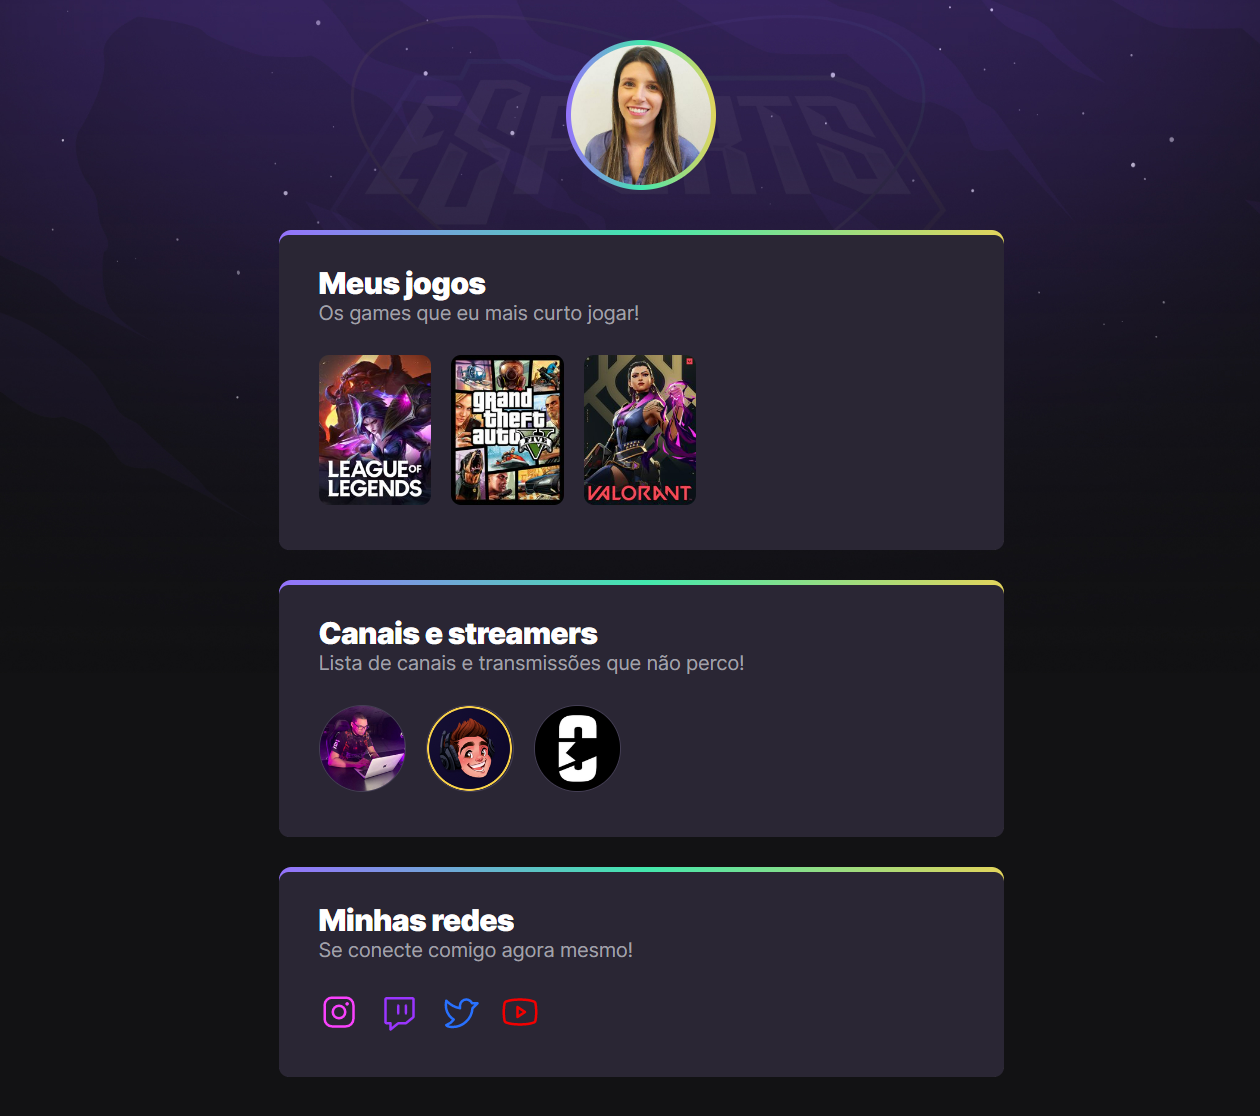 ESPORTS
Meus jogos
Os games que eu mais curto jogar!
LEAGUE OF
LEGENDS
grand
theft
auto
FIVE
VALORANT
Canais e streamers
Lista de canais e transmissões que não perco!
Minhas redes
Se conecte comigo agora mesmo!